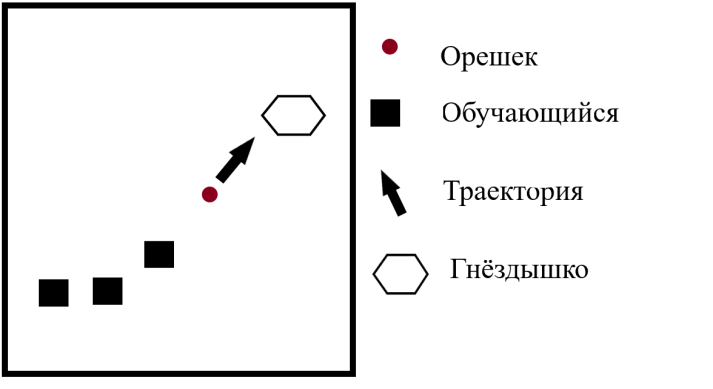 Орешек
Обучающийся
Траектория
Гнёздышко